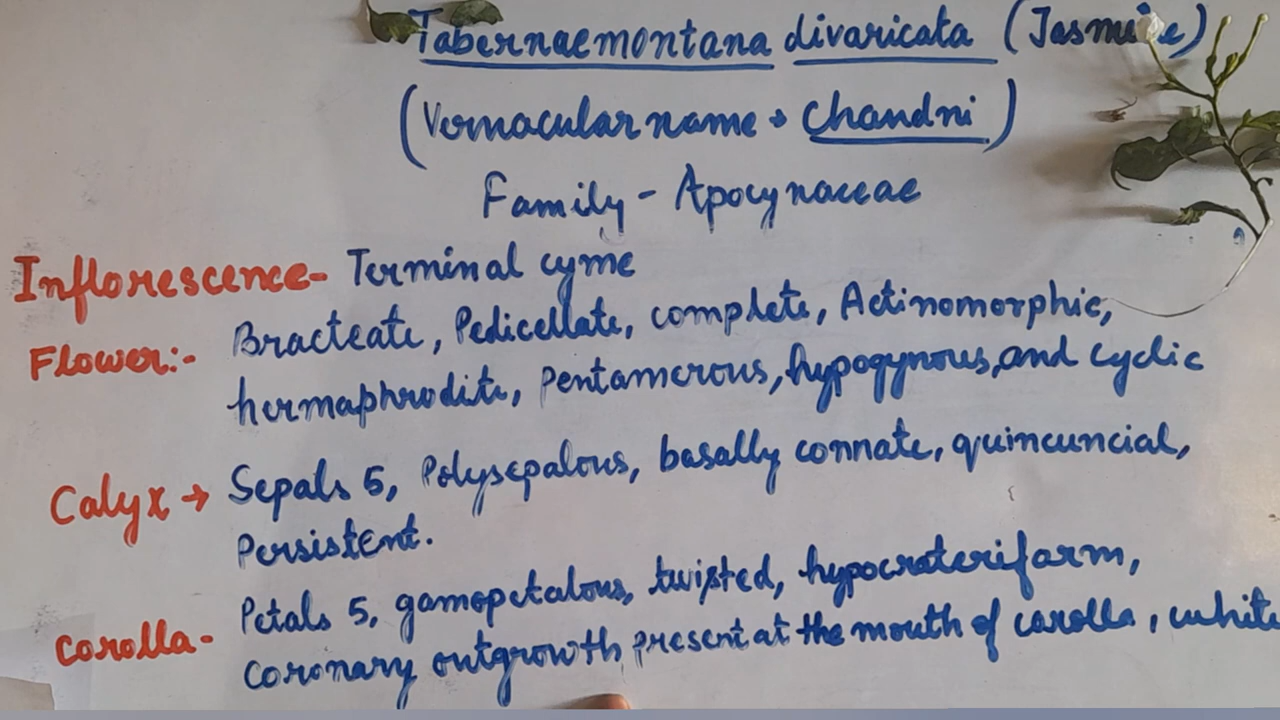 Tabernaemontana divaricata (Jasmine)
(Vernacular name → Chandni)
Family - Apocynaceae
Inflorescence- Terminal cyme
Flower:- Bracteate, Pedicellate, complete, Actinomorphic,
hermaphrodite, Pentamerous, hypogynous, and cyclic
Calyx → Sepals 5, Polysepalous, basally connate, quincuncial,
Persistent.
Corolla- Petals 5, gamopetalous, twisted, hypocrateriform,
Coronary outgrowth present at the mouth of corolla, white